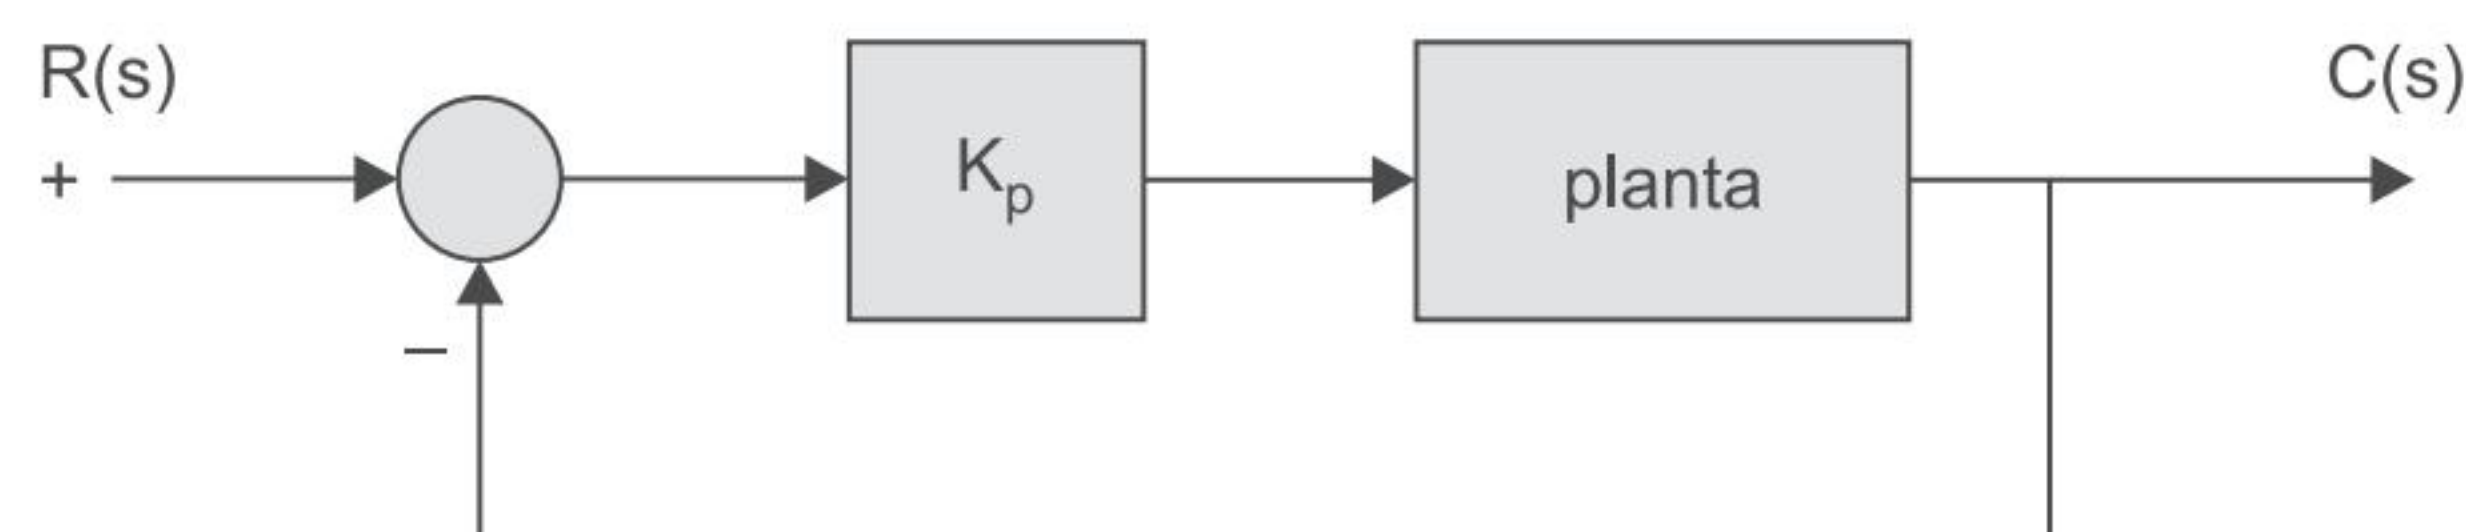 R(s)
C(s)
+
Kp
planta
–